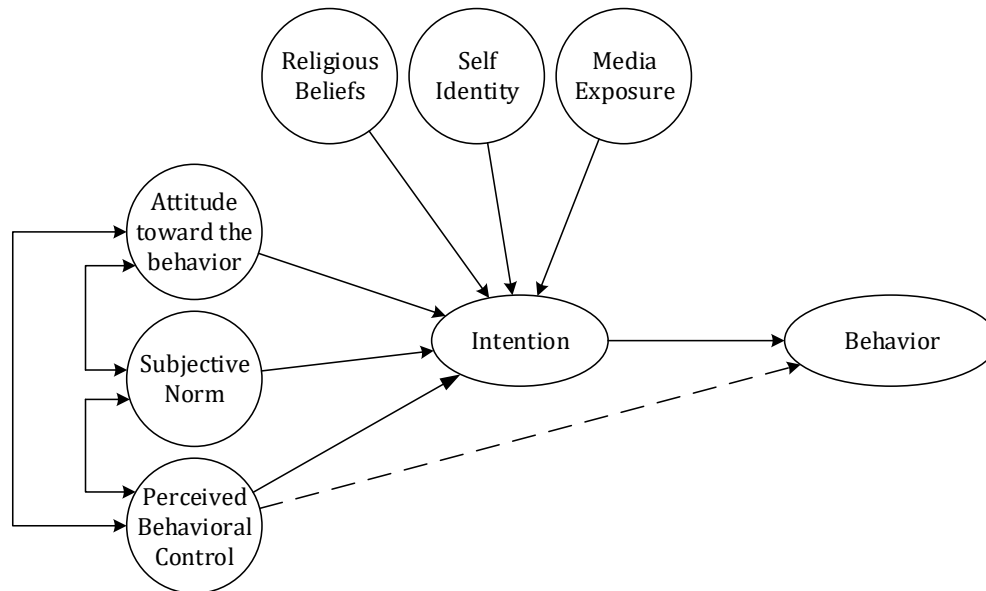 Religious
Beliefs
Self
Identity
Media
Exposure
Attitude
toward the
behavior
Subjective
Norm
Perceived
Behavioral
Control
Intention
Behavior